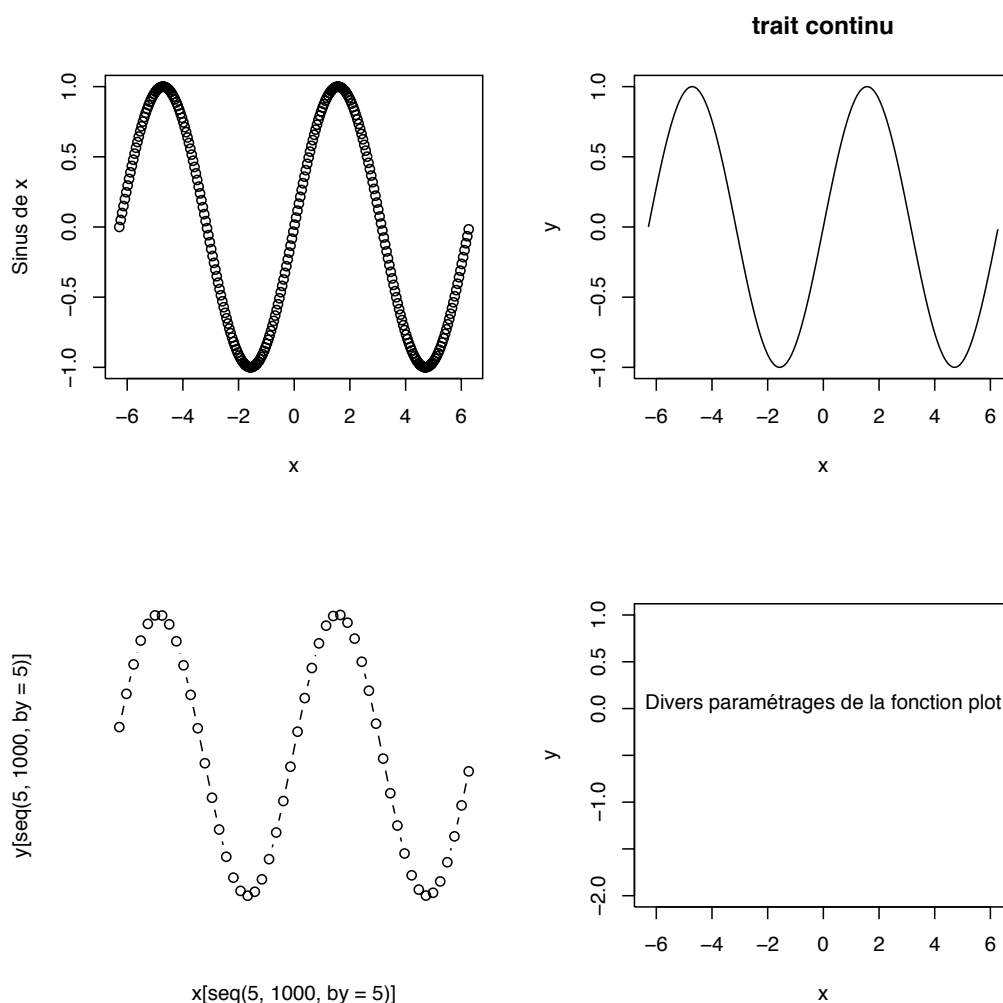 trait continu
Sinus de x
1.0
0.5
0.0
−0.5
−1.0
−6 −4 −2 0 2 4 6
x
y
1.0
0.5
0.0
−0.5
−1.0
−6 −4 −2 0 2 4 6
x
y[seq(5, 1000, by = 5)]
x[seq(5, 1000, by = 5)]
y
1.0
0.5
0.0
−1.0
−2.0
Divers paramétrages de la fonction plot
−6 −4 −2 0 2 4 6
x